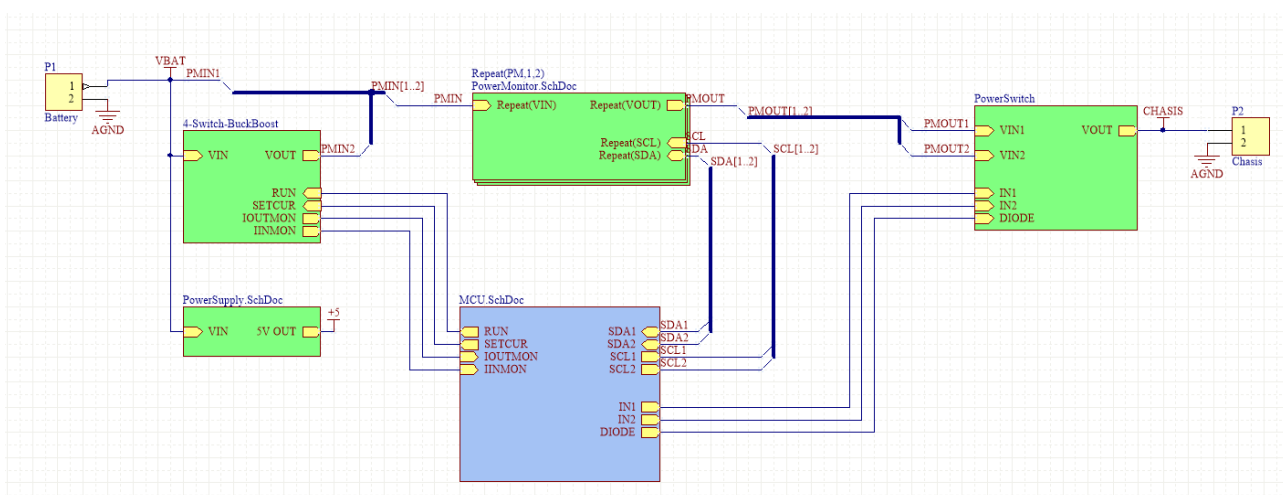 P1
1
2
Battery
AGND
VBAT
PMIN1
PMIN[1..2]
PMIN
4-Switch-BuckBoost
VIN
VOUT
PMIN2
RUN
SETCUR
IOUTMON
IINMON
PowerSupply.SchDoc
VIN
5V OUT
+5
Repeat(PM,1,2)
PowerMonitor.SchDoc
Repeat(VIN)
Repeat(VOUT)
Repeat(SCL)
Repeat(SDA)
PMOUT
SCL
SDA
PMOUT[1..2]
SCL[1..2]
SDA[1..2]
MCU.SchDoc
RUN
SETCUR
IOUTMON
IINMON
SDA1
SDA2
SCL1
SCL2
IN1
IN2
DIODE
SDA1
SDA2
SCL1
SCL2
PMOUT1
PMOUT2
PowerSwitch
VIN1
VIN2
VOUT
IN1
IN2
DIODE
CHASIS
P2
1
2
Chasis
AGND